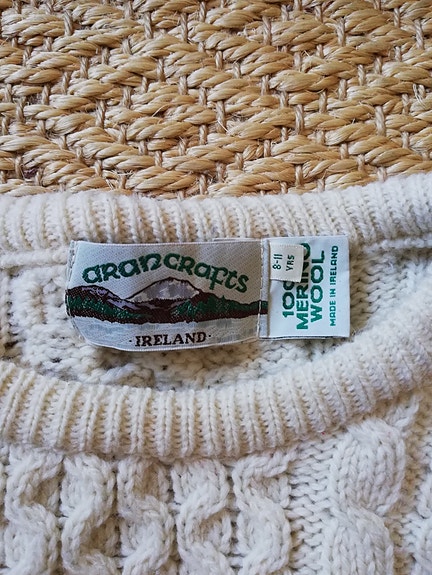 arancrafts
·IRELAND·
8-11
YRS
100
MERINO
WOOL
MADE IN IRELAND